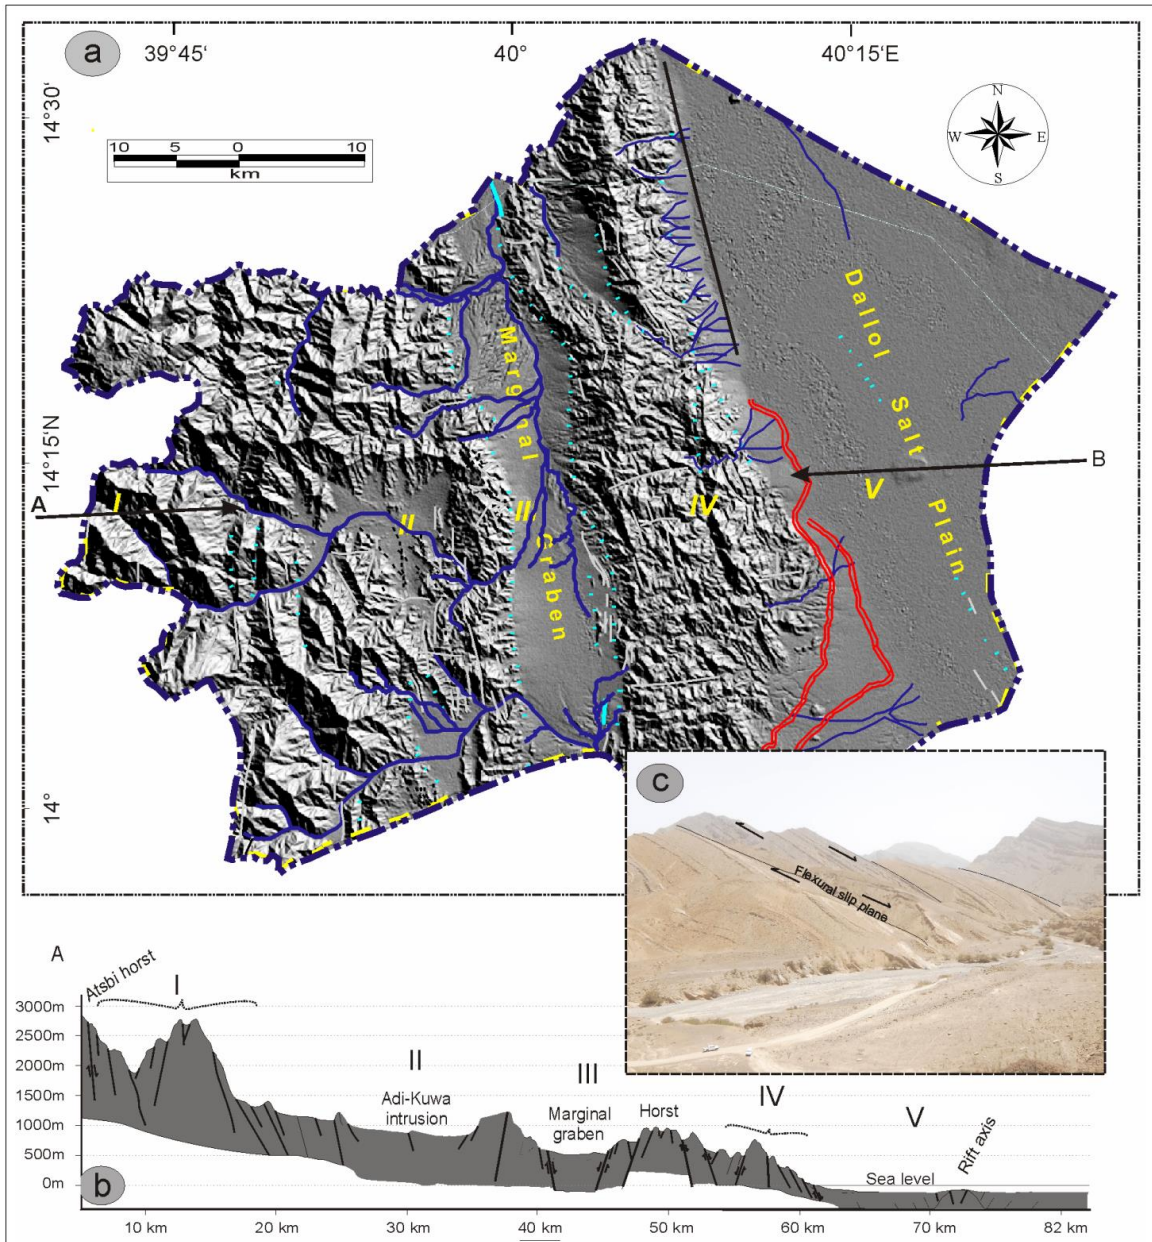 a
39°45'
40°
40°15'E
14°30'
14°15'N
14°
10 5 0 10
km
N
W E
S
Marginal Graben
Dallol Salt Plain
A
B
I
II
II
IV
V
c
Flexural slip plane
A
Atsbi horst
I
II
III
IV
V
Adi-Kuwa
intrusion
Marginal
graben
Horst
Sea level
Rift axis
3000m
2500m
2000m
1500m
1000m
500m
0m
b
10 km 20 km 30 km 40 km 50 km 60 km 70 km 82 km